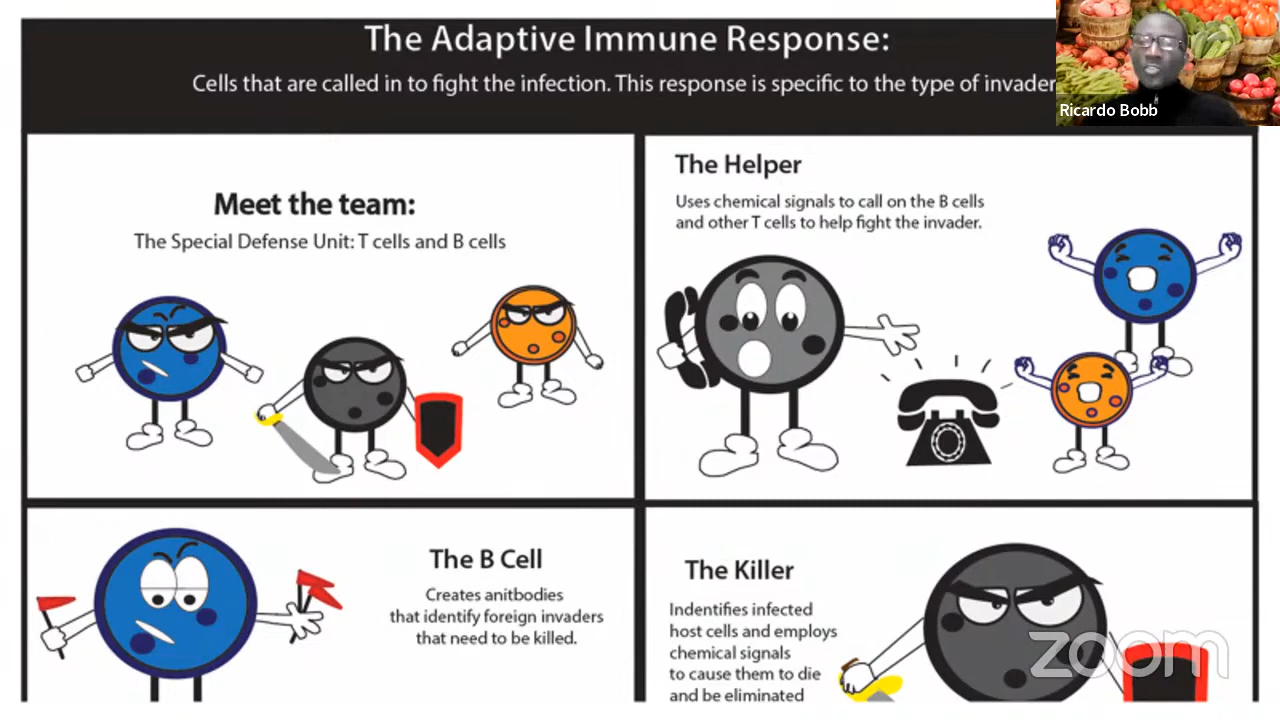 The Adaptive Immune Response:
Cells that are called in to fight the infection. This response is specific to the type of invader
Ricardo Bobb
Meet the team:
The Special Defense Unit: T cells and B cells
The Helper
Uses chemical signals to call on the B cells
and other T cells to help fight the invader.
The B Cell
Creates anitbodies
that identify foreign invaders
that need to be killed.
The Killer
Indentifies infected
host cells and employs
chemical signals
to cause them to die
and be eliminated
zoom